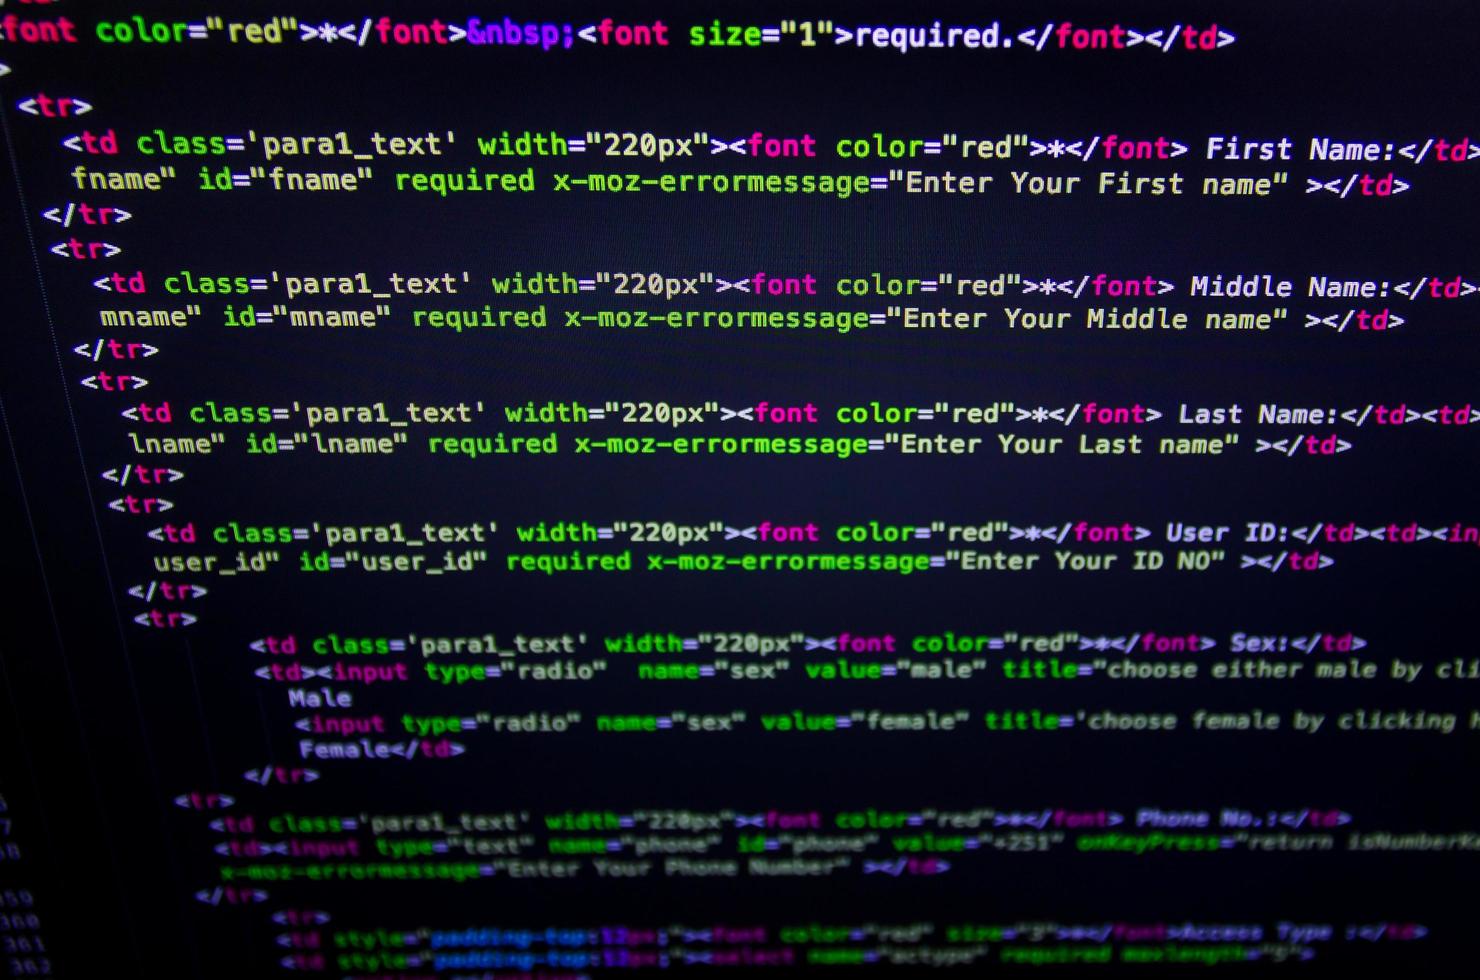 font color="red">*</font>&nbsp;<font size="1">required.</font></td>
>
<tr>
<td class='para1_text' width="220px"><font color="red">*</font> First Name:</td>
fname" id="fname" required x-moz-errormessage="Enter Your First name" ></td>
</tr>
<tr>
<td class='para1_text' width="220px"><font color="red">*</font> Middle Name:</td>
mname" id="mname" required x-moz-errormessage="Enter Your Middle name" ></td>
</tr>
<tr>
<td class='para1_text' width="220px"><font color="red">*</font> Last Name:</td><td>
lname" id="lname" required x-moz-errormessage="Enter Your Last name" ></td>
</tr>
<tr>
<td class='para1_text' width="220px"><font color="red">*</font> User ID:</td><td><in
user_id" id="user_id" required x-moz-errormessage="Enter Your ID NO" ></td>
</tr>
<tr>
<td class='para1_text' width="220px"><font color="red">*</font> Sex:</td>
<td><input type="radio"  name="sex" value="male" title="choose either male by cli
Male
<input type="radio" name="sex" value="female" title='choose female by clicking
Female</td>
</tr>
<tr>
<td class='para1_text' width="220px"><font color="red">*</font> Phone No.:</td>
<td><input type="text" name="phone" id="phone" value="+251" onKeyPress="return isNumberKe
x-moz-errormessage="Enter Your Phone Number" ></td>
</tr>
359
360 <tr>
361 <td style="padding-top:12px;"><font color="red" size="3">*</font>Access Type :</td>
362 <td style="padding-top:12px;"><select name="actype" required maxlength="5">